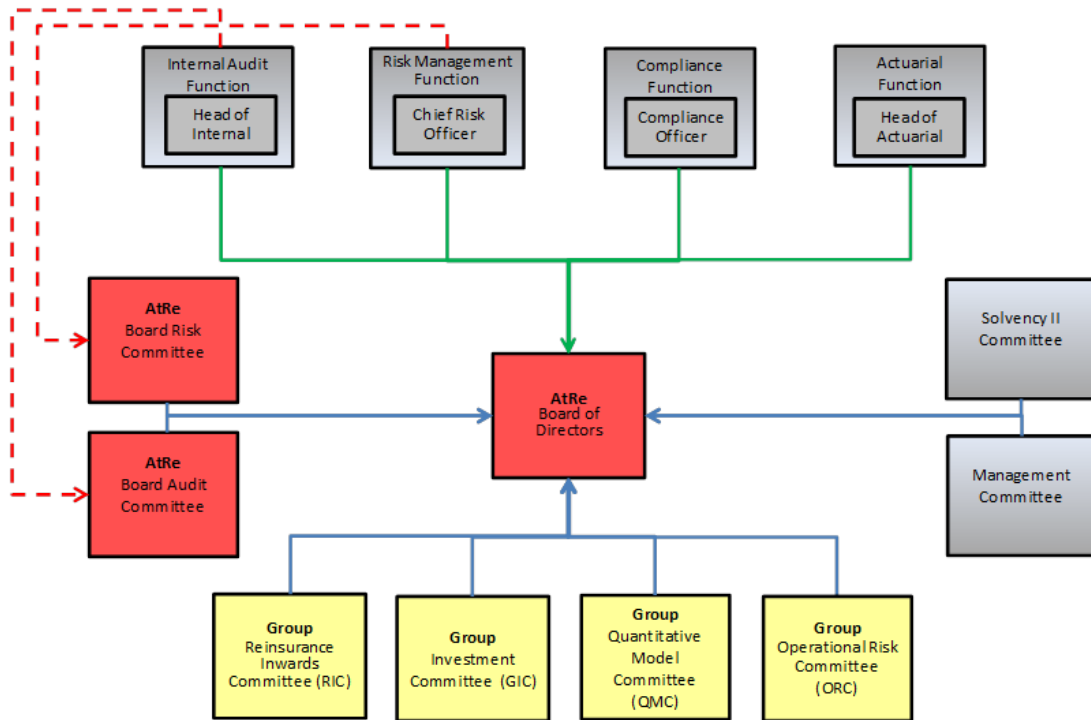 Internal Audit
Function
Head of
Internal
Risk Management
Function
Chief Risk
Officer
Compliance
Function
Compliance
Officer
Actuarial
Function
Head of
Actuarial
AtRe
Board Risk
Committee
Solvency II
Committee
AtRe
Board of
Directors
AtRe
Board Audit
Committee
Management
Committee
Group
Reinsurance
Inwards
Committee (RIC)
Group
Investment
Committee (GIC)
Group
Quantitative
Model
Committee
(QMC)
Group
Operational Risk
Committee
(ORC)